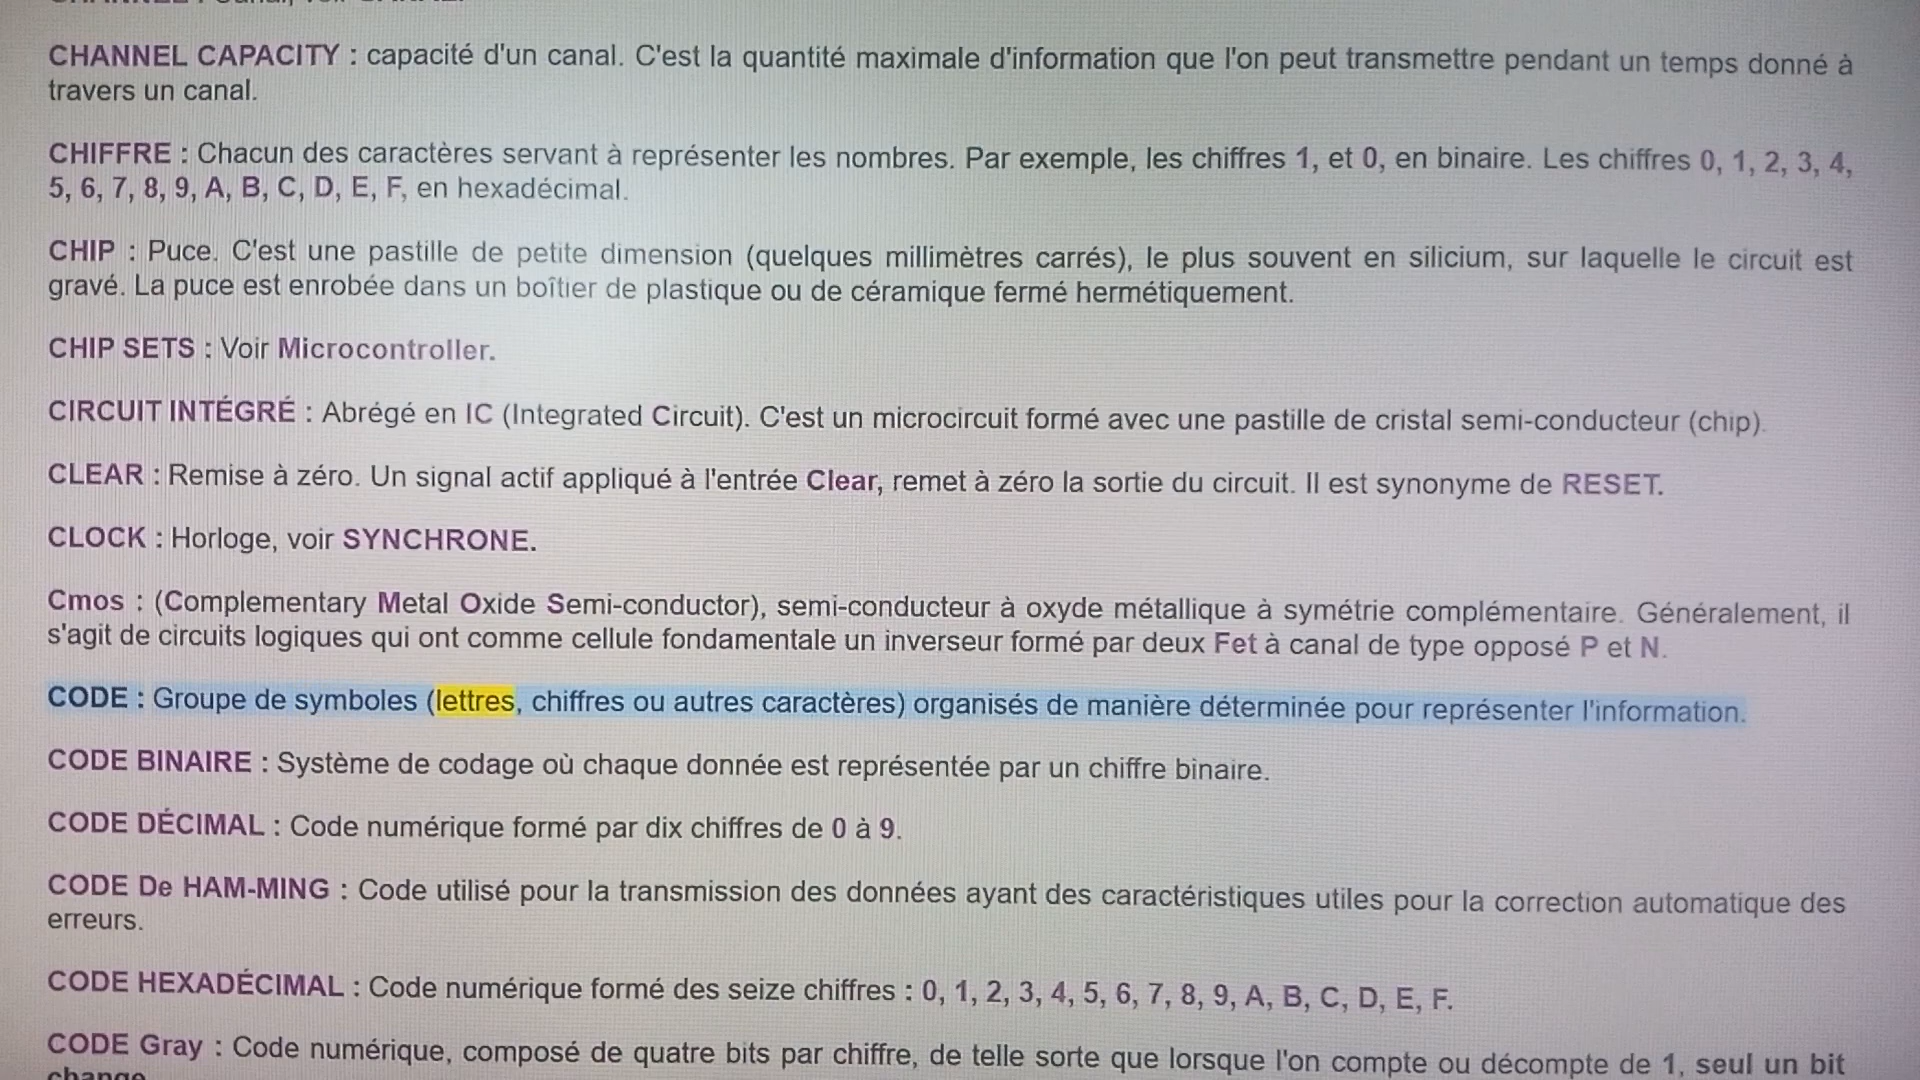 CHANNEL CAPACITY : capacité d'un canal. C'est la quantité maximale d'information que l'on peut transmettre pendant un temps donné à
travers un canal.
CHIFFRE : Chacun des caractères servant à représenter les nombres. Par exemple, les chiffres 1, et 0, en binaire. Les chiffres 0, 1, 2, 3, 4,
5, 6, 7, 8, 9, A, B, C, D, E, F, en hexadécimal.
CHIP : Puce. C'est une pastille de petite dimension (quelques millimètres carrés), le plus souvent en silicium, sur laquelle le circuit est
gravé. La puce est enrobée dans un boîtier de plastique ou de céramique fermé hermétiquement.
CHIP SETS : Voir Microcontroller.
CIRCUIT INTÉGRÉ : Abrégé en IC (Integrated Circuit). C'est un microcircuit formé avec une pastille de cristal semi-conducteur (chip).
CLEAR : Remise à zéro. Un signal actif appliqué à l'entrée Clear, remet à zéro la sortie du circuit. Il est synonyme de RESET.
CLOCK : Horloge, voir SYNCHRONE.
Cmos : (Complementary Metal Oxide Semi-conductor), semi-conducteur à oxyde métallique à symétrie complémentaire. Généralement, il
s'agit de circuits logiques qui ont comme cellule fondamentale un inverseur formé par deux Fet à canal de type opposé P et N.
CODE : Groupe de symboles (lettres, chiffres ou autres caractères) organisés de manière déterminée pour représenter l'information.
CODE BINAIRE : Système de codage où chaque donnée est représentée par un chiffre binaire.
CODE DÉCIMAL : Code numérique formé par dix chiffres de 0 à 9.
CODE De HAM-MING : Code utilisé pour la transmission des données ayant des caractéristiques utiles pour la correction automatique des
erreurs.
CODE HEXADÉCIMAL : Code numérique formé des seize chiffres : 0, 1, 2, 3, 4, 5, 6, 7, 8, 9, A, B, C, D, E, F.
CODE Gray : Code numérique, composé de quatre bits par chiffre, de telle sorte que lorsque l'on compte ou décompte de 1, seul un bit
change